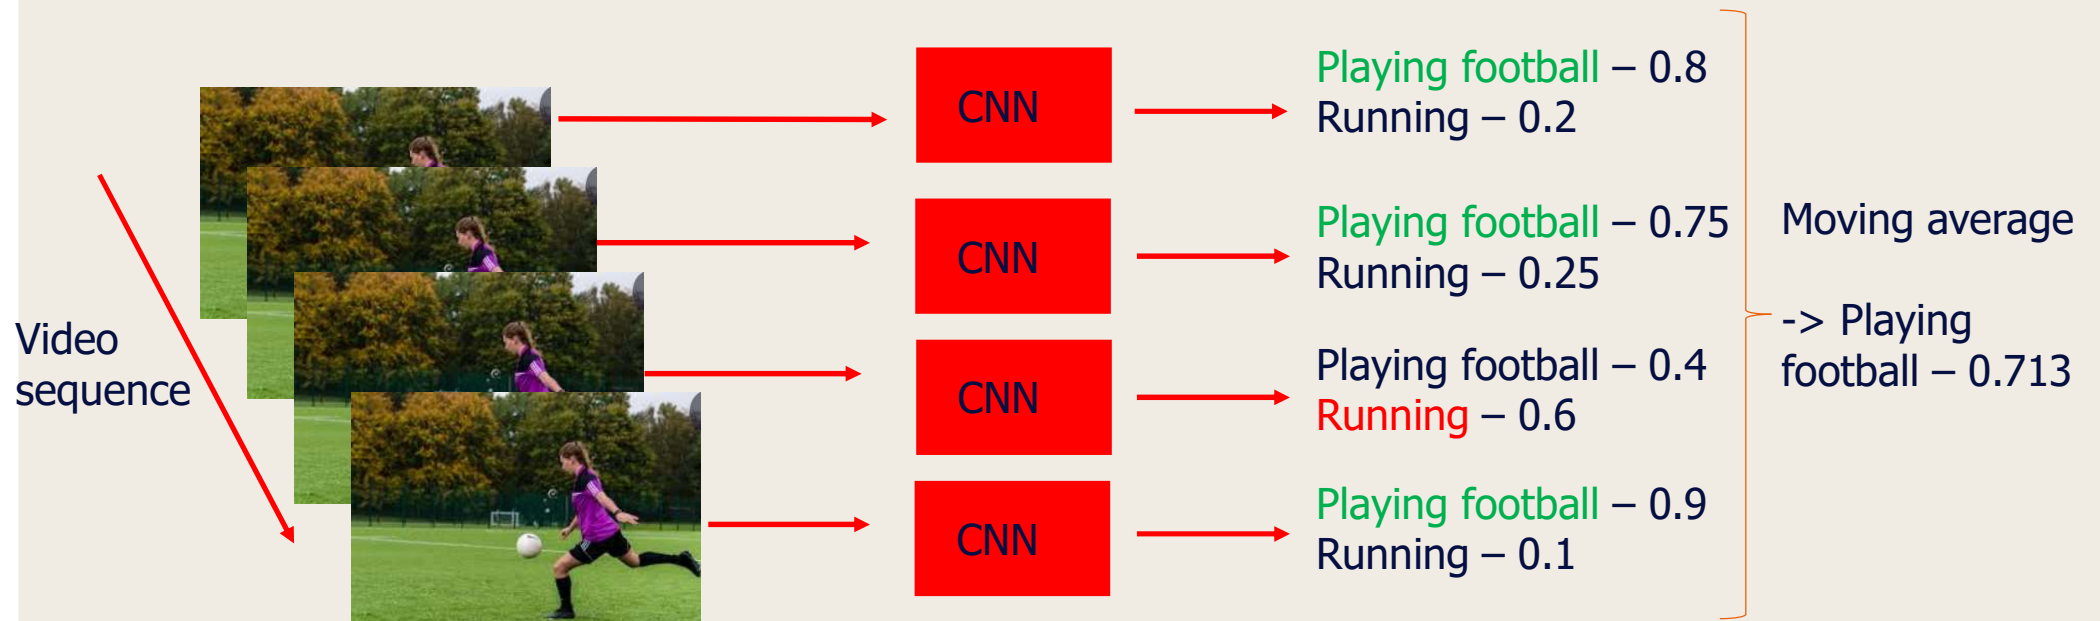 Video
sequence
CNN
Playing football – 0.8
Running – 0.2
CNN
Playing football – 0.75
Running – 0.25
CNN
Playing football – 0.4
Running – 0.6
CNN
Playing football – 0.9
Running – 0.1
Moving average
-> Playing
football – 0.713